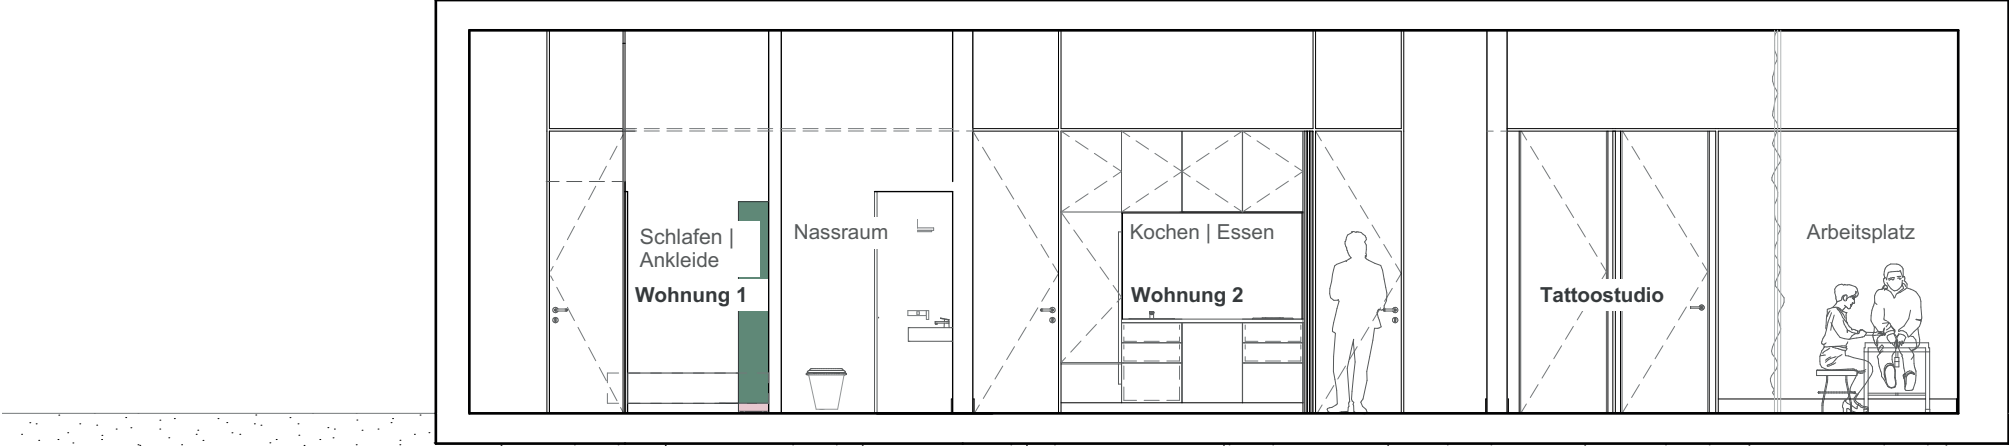 Schlafen |
Ankleide
Wohnung 1
Nassraum
Kochen | Essen
Wohnung 2
Tattoostudio
Arbeitsplatz